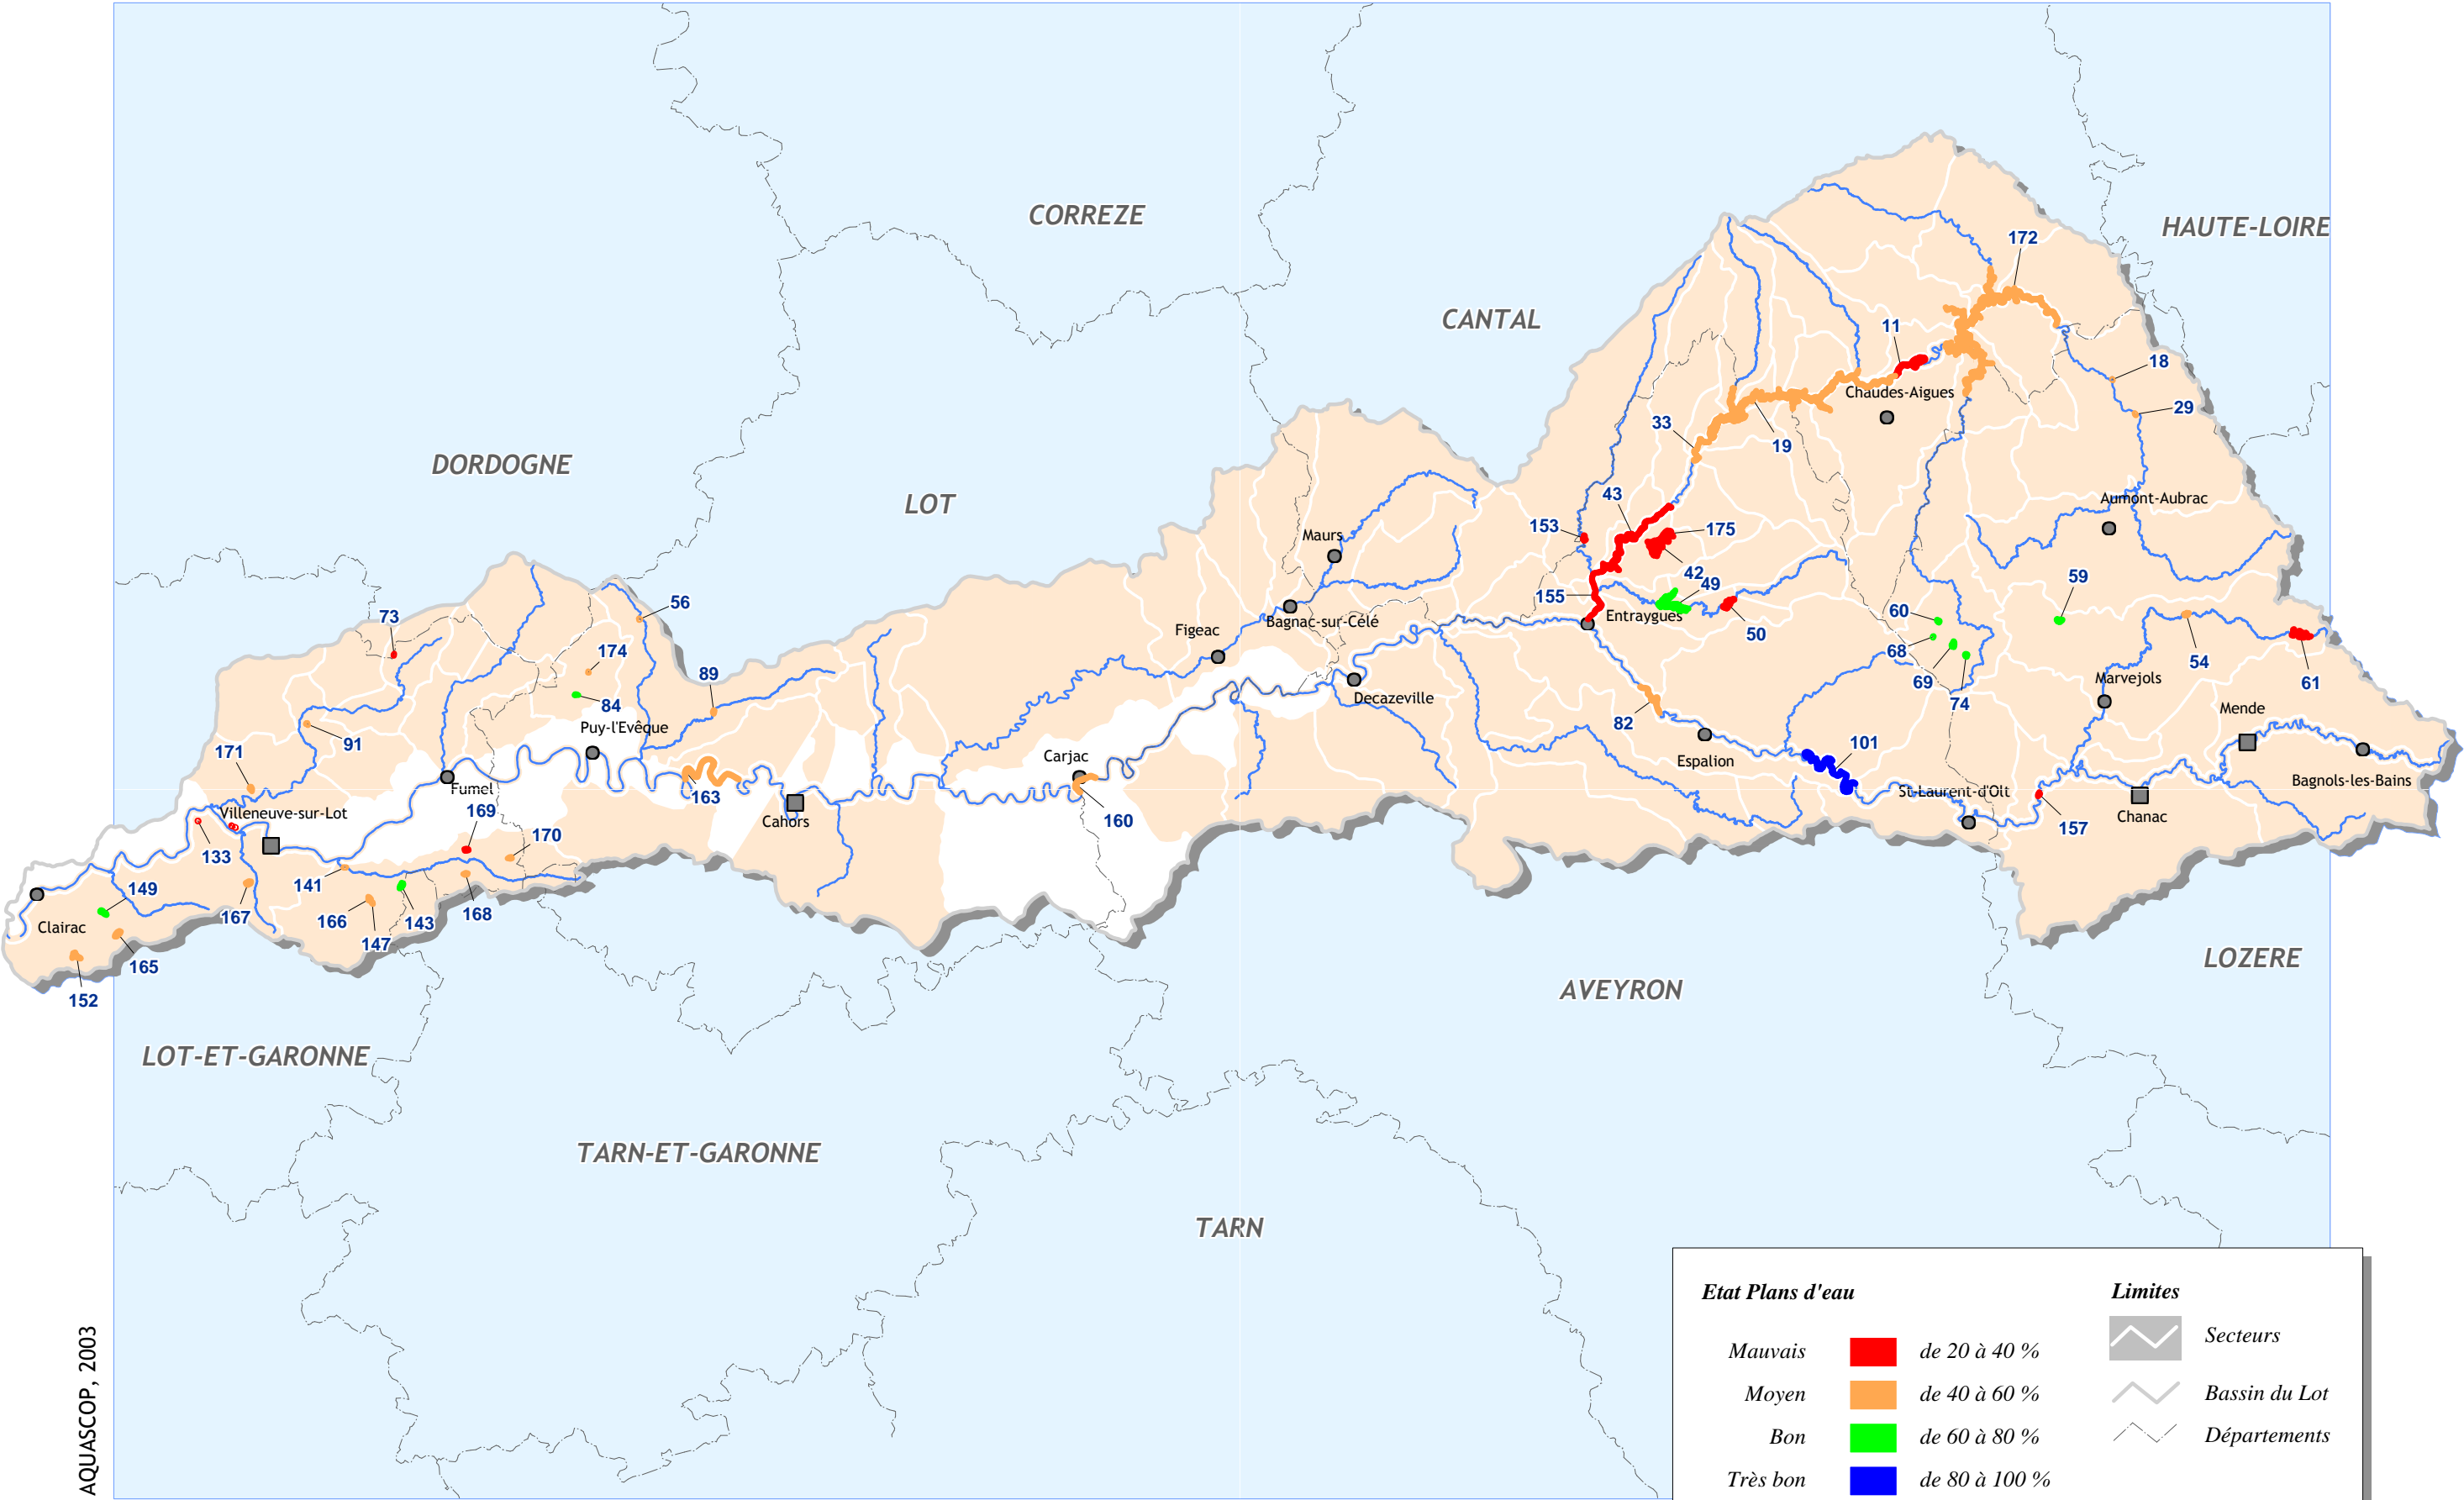 CORREZE
HAUTE-LOIRE
172
CANTAL
11
18
Chaudes-Aigues
29
33
19
DORDOGNE
LOT
43
Aumont-Aubrac
153
175
Maurs
42
49
59
155
56
60
73
Entraygues
Bagnac-sur-Célé
Figeac
50
174
68
54
89
Marvejols
69
61
84
Decazeville
74
Mende
82
Puy-l'Evêque
91
101
171
Carjac
Espalion
Bagnols-les-Bains
Fumel
163
St-Laurent-d'Olt
Villeneuve-sur-Lot
169
Cahors
160
Chanac
157
170
133
141
149
168
167
166
143
Clairac
147
165
152
LOZERE
AVEYRON
LOT-ET-GARONNE
TARN-ET-GARONNE
TARN
AQUASCOP, 2003
Etat Plans d'eau
Limites
Mauvais de 20 à 40 %
Secteurs
Moyen de 40 à 60 %
Bassin du Lot
Bon de 60 à 80 %
Départements
Très bon de 80 à 100 %